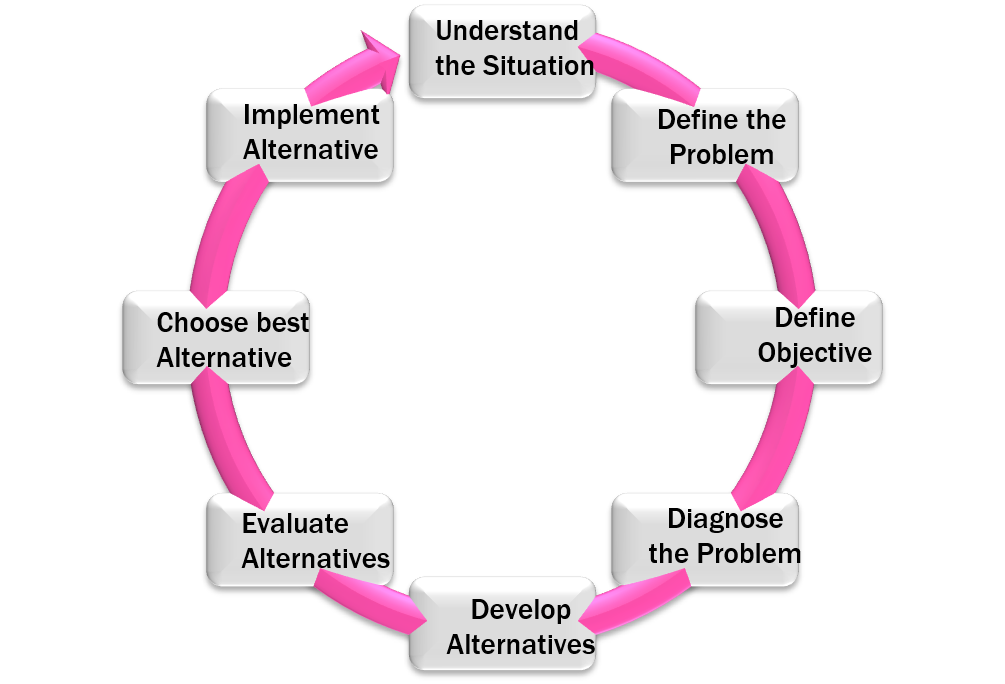 Understand
the Situation
Define the
Problem
Define
Objective
Diagnose
the Problem
Develop
Alternatives
Evaluate
Alternatives
Choose best
Alternative
Implement
Alternative